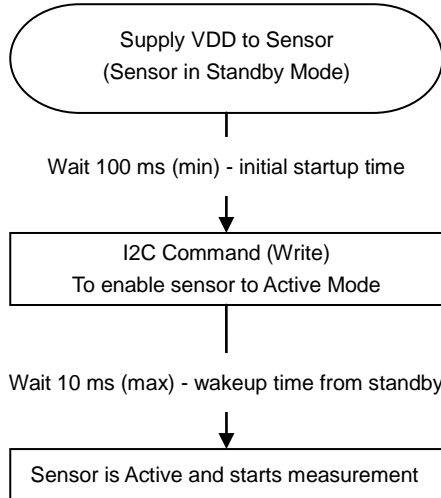 Supply VDD to Sensor
(Sensor in Standby Mode)
Wait 100 ms (min) - initial startup time
I2C Command (Write)
To enable sensor to Active Mode
Wait 10 ms (max) - wakeup time from standby
Sensor is Active and starts measurement